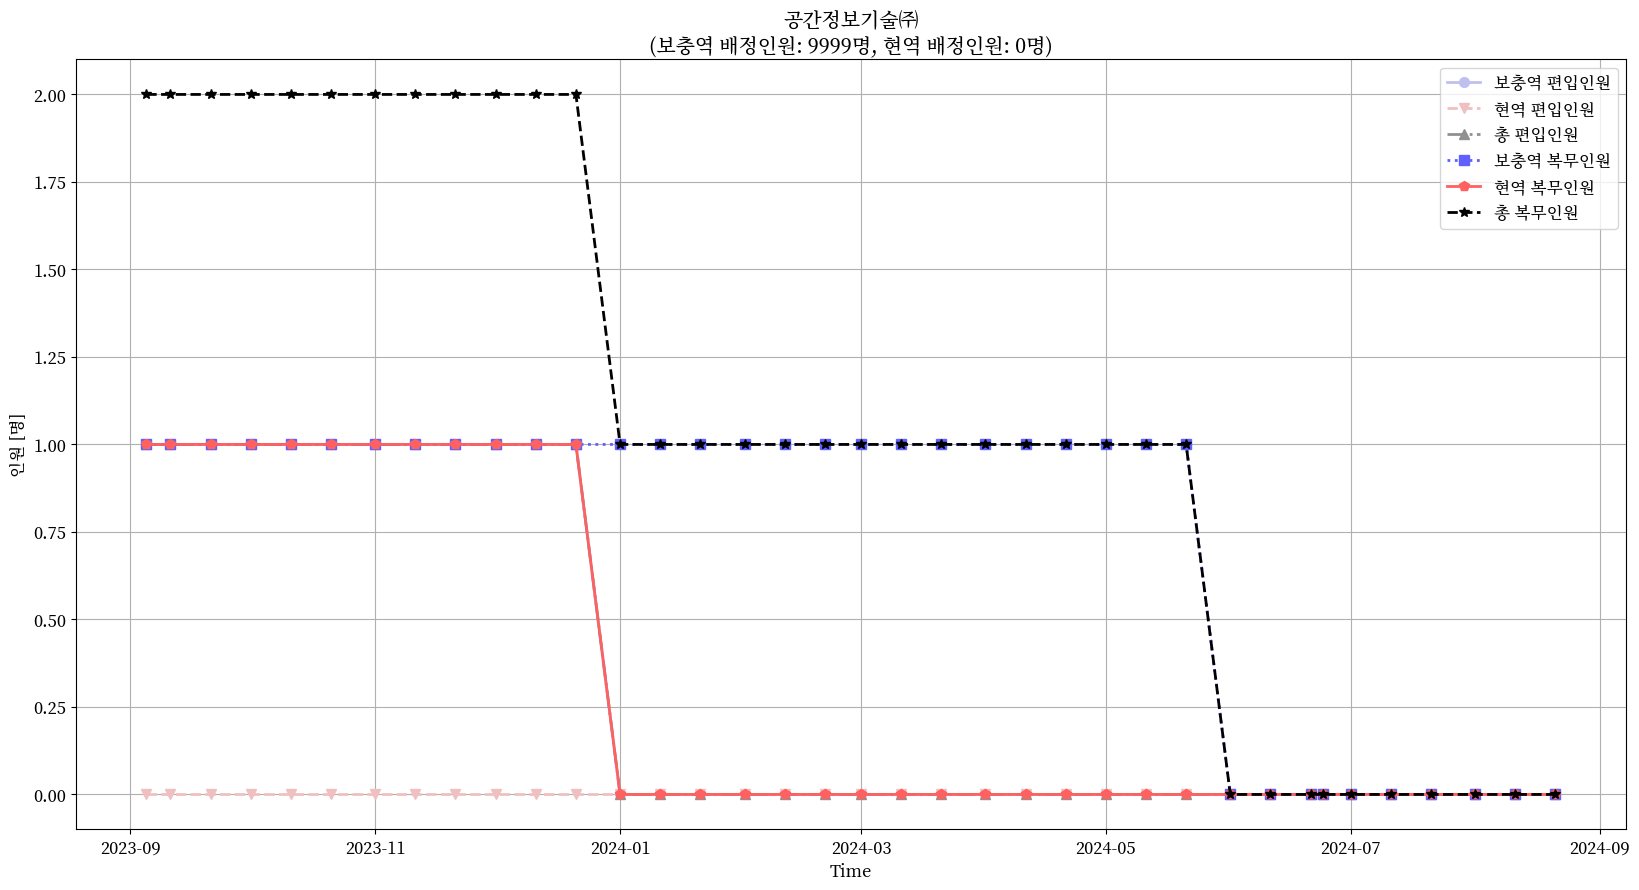 공간정보기술㈜
(보충역 배정인원: 9999명, 현역 배정인원: 0명)
보충역 편입인원
현역 편입인원
총 편입인원
보충역 복무인원
현역 복무인원
총 복무인원
2.00
1.75
1.50
1.25
1.00
0.75
0.50
0.25
0.00
인원 [명]
2023-09
2023-11
2024-01
2024-03
2024-05
2024-07
2024-09
Time